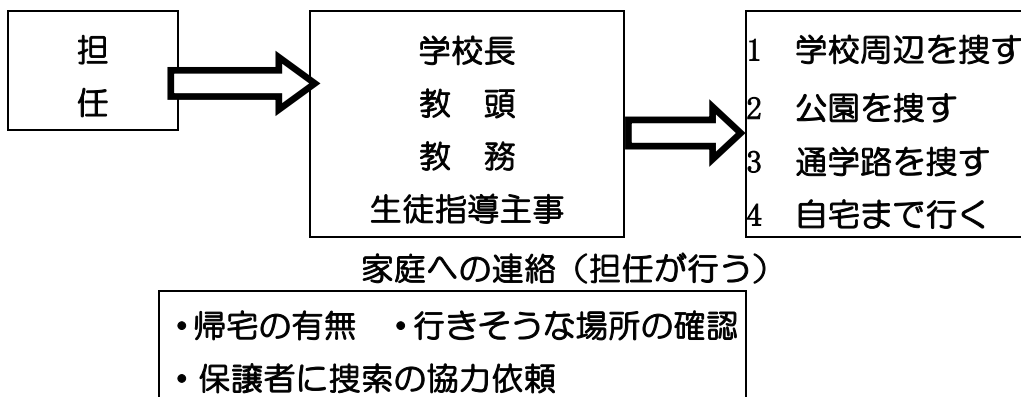 担
任
学校長
教　頭
教　務
生徒指導主事
1　学校周辺を捜す
2　公園を捜す
3　通学路を捜す
4　自宅まで行く
家庭への連絡（担任が行う）
・帰宅の有無　・行きそうな場所の確認
・保護者に捜索の協力依頼